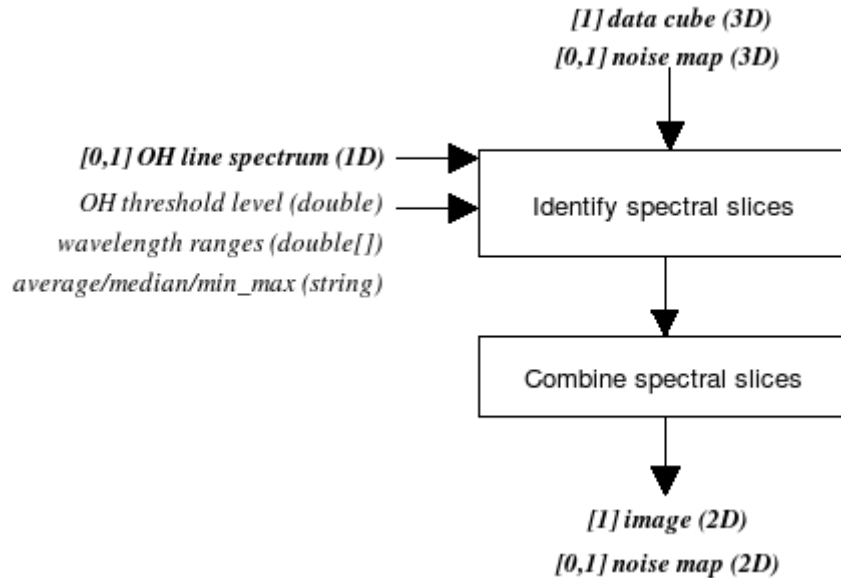 [1] data cube (3D)
[0,1] noise map (3D)
[0,1] OH line spectrum (1D)
OH threshold level (double)
wavelength ranges (double[])
average/median/min_max (string)
Identify spectral slices
Combine spectral slices
[1] image (2D)
[0,1] noise map (2D)